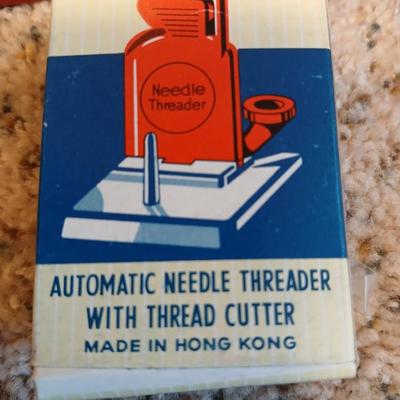 Needle
Threader
AUTOMATIC NEEDLE THREADER
WITH THREAD CUTTER
MADE IN HONG KONG